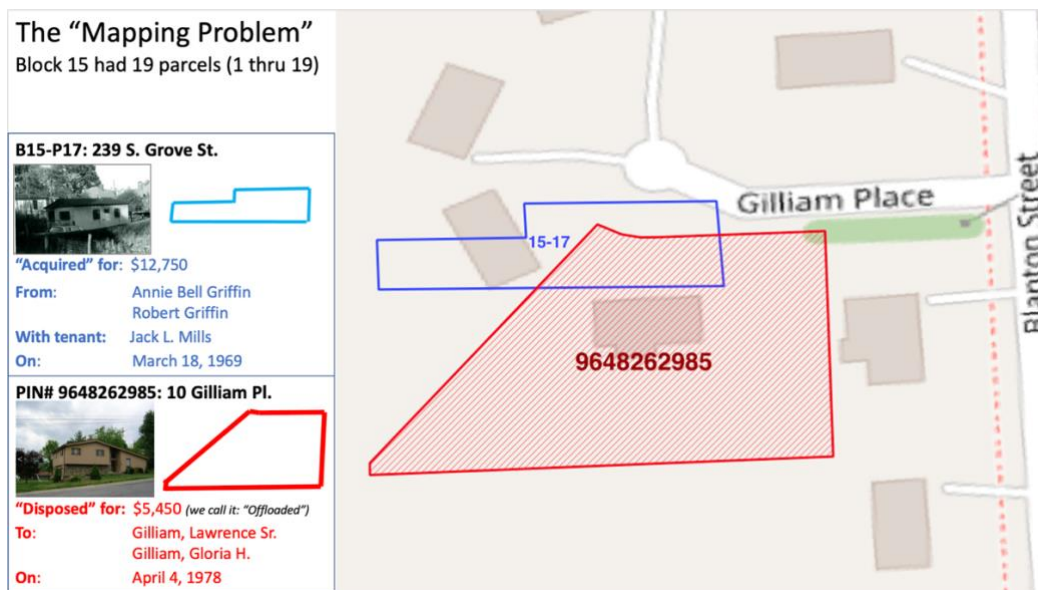 The “Mapping Problem”
Block 15 had 19 parcels (1 thru 19)
B15-P17: 239 S. Grove St.
“Acquired” for: $12,750
From: Annie Bell Griffin
Robert Griffin
With tenant: Jack L. Mills
On: March 18, 1969
PIN# 9648262985: 10 Gilliam Pl.
“Disposed” for: $5,450 (we call it: “Offloaded”)
To: Gilliam, Lawrence Sr.
Gilliam, Gloria H.
On: April 4, 1978
Gilliam Place
Blanton Street
15-17
9648262985